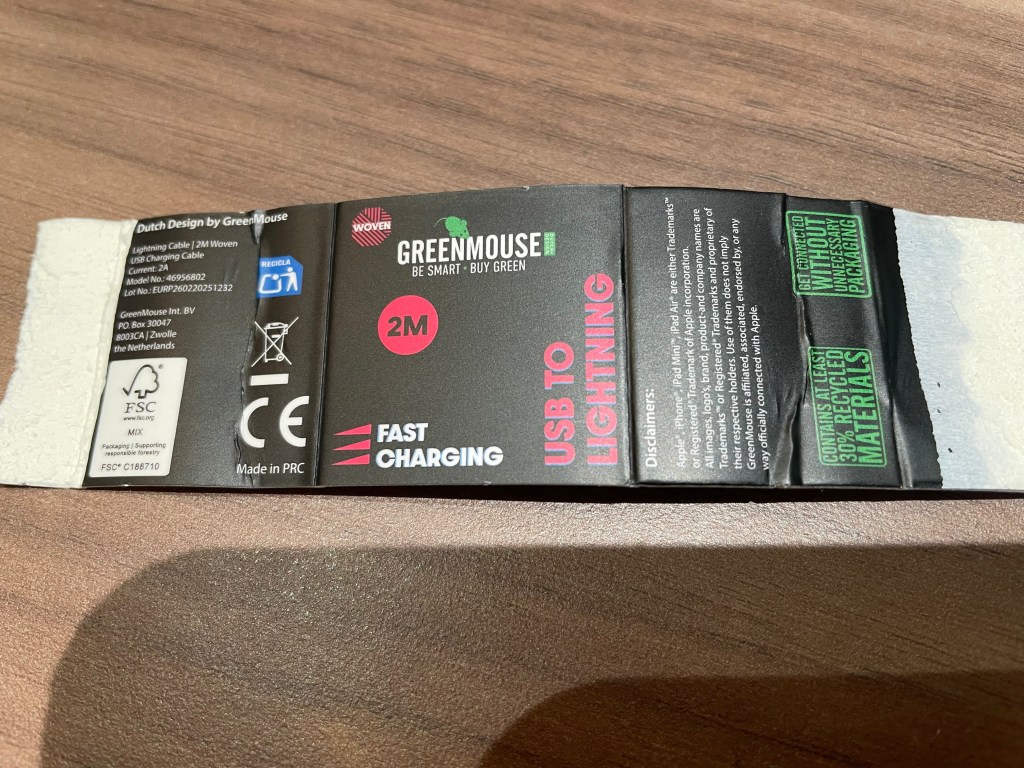 Dutch Design by GreenMouse
Lightning Cable | 2M Woven
USB Charging Cable
Current: 2A
Model No.: 46956802
Lot No.: EURP260220251232
GreenMouse Int. BV
PO. Box 30047
8003CA | Zwolle
the Netherlands
FSC
www.fsc.org
MIX
Packaging | Supporting
responsible forestry
FSC® C188710
RECICLA
CE
Made in PRC
WOVEN
GREENMOUSE
BE SMART • BUY GREEN
2M
FAST
CHARGING
USB TO
LIGHTNING
Disclaimers:
Apple®, iPhone®, iPad Mini™, iPad Air® are either Trademarks™
or Registered® Trademark of Apple incorporation.
All images, logo's, brand, product-and company names are
Trademarks™ or Registered® Trademarks and proprietary of
their respective holders. Use of them does not imply
GreenMouse is affiliated, associated, endorsed by, or any
way officially connected with Apple.
GET CONNECTED
WITHOUT
UNNECESSARY
PACKAGING
CONTAINS AT LEAST
30% RECYCLED
MATERIALS